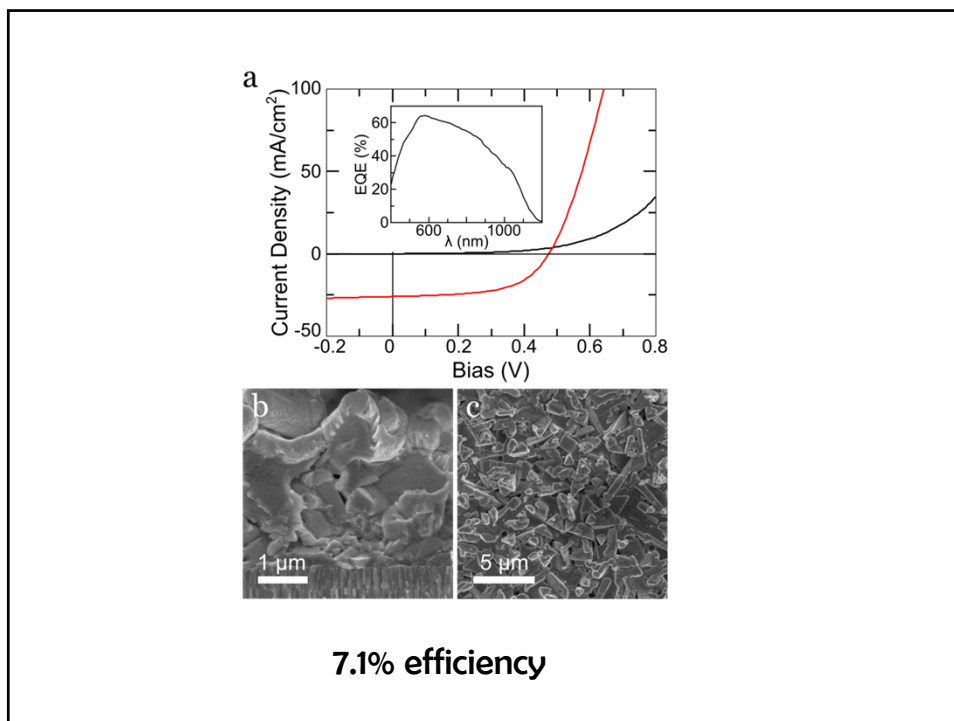 a
100
50
0
-50
Current Density (mA/cm²)
60
40
20
0
EQE (%)
600
1000
λ (nm)
-0.2
0
0.2
0.4
0.6
0.8
Bias (V)
b
1 μm
c
5 μm
7.1% efficiency